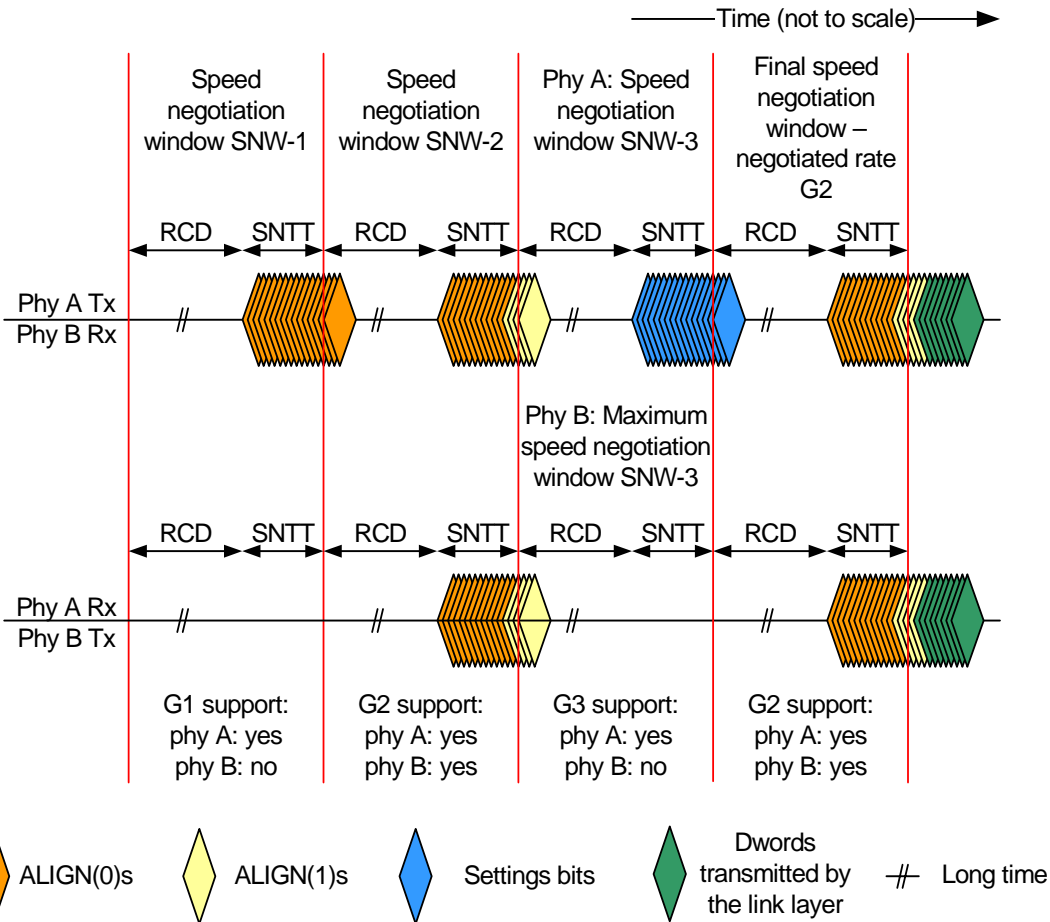 Time (not to scale)
Speed
negotiation
window SNW-1
Speed
negotiation
window SNW-2
Phy A: Speed
negotiation
window SNW-3
Final speed
negotiation
window –
negotiated rate
G2
RCD
SNTT
RCD
SNTT
RCD
SNTT
RCD
SNTT
Phy A Tx
Phy B Rx
Phy B: Maximum
speed negotiation
window SNW-3
RCD
SNTT
RCD
SNTT
RCD
SNTT
RCD
SNTT
Phy A Rx
Phy B Tx
G1 support:
phy A: yes
phy B: no
G2 support:
phy A: yes
phy B: yes
G3 support:
phy A: yes
phy B: no
G2 support:
phy A: yes
phy B: yes
ALIGN(0)s
ALIGN(1)s
Settings bits
Dwords
transmitted by
the link layer
Long time